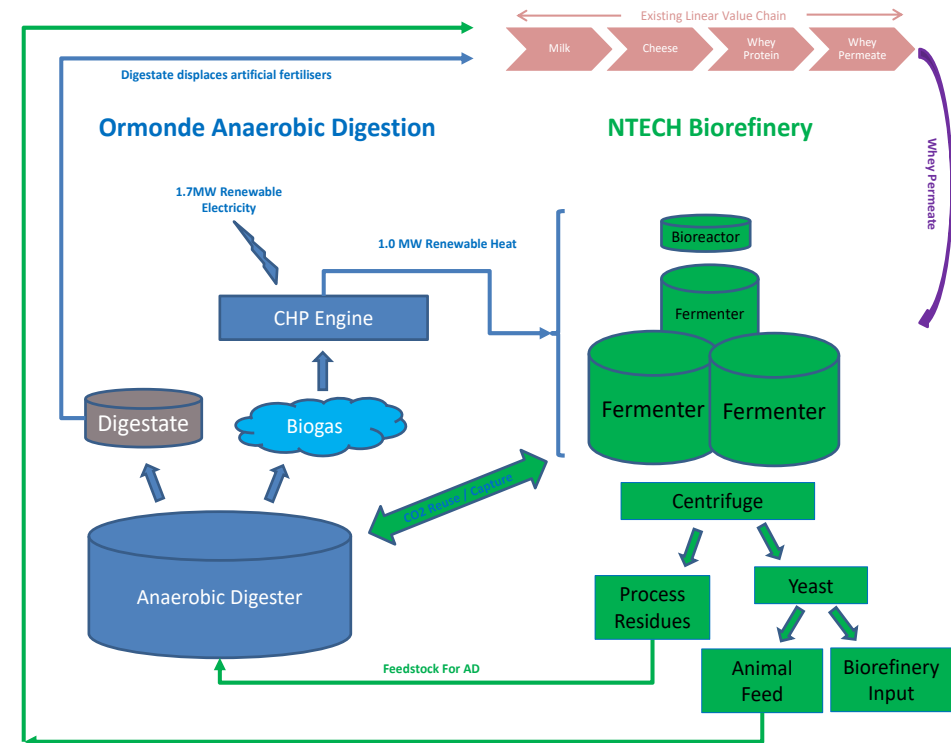 Existing Linear Value Chain
Milk
Cheese
Whey
Protein
Whey
Permeate
Digestate displaces artificial fertilisers
Ormonde Anaerobic Digestion
NTECH Biorefinery
Whey Permeate
1.7MW Renewable
Electricity
1.0 MW Renewable Heat
Bioreactor
CHP Engine
Fermenter
Digestate
Biogas
Fermenter
Fermenter
CO2 Reuse / Capture
Centrifuge
Anaerobic Digester
Process
Residues
Yeast
Feedstock For AD
Animal
Feed
Biorefinery
Input